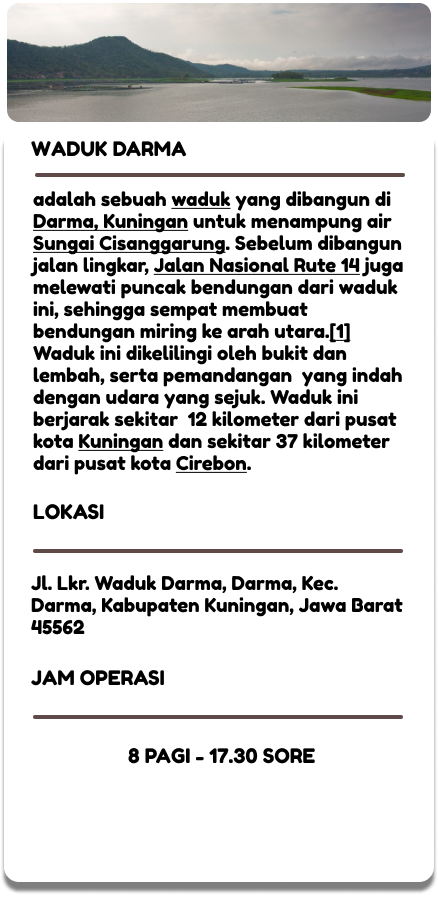 WADUK DARMA
adalah sebuah waduk yang dibangun di
Darma, Kuningan untuk menampung air
Sungai Cisanggarung. Sebelum dibangun
jalan lingkar, Jalan Nasional Rute 14 juga
melewati puncak bendungan dari waduk
ini, sehingga sempat membuat
bendungan miring ke arah utara.[1]
Waduk ini dikelilingi oleh bukit dan
lembah, serta pemandangan  yang indah
dengan udara yang sejuk. Waduk ini
berjarak sekitar  12 kilometer dari pusat
kota Kuningan dan sekitar 37 kilometer
dari pusat kota Cirebon.
LOKASI
Jl. Lkr. Waduk Darma, Darma, Kec.
Darma, Kabupaten Kuningan, Jawa Barat
45562
JAM OPERASI
8 PAGI - 17.30 SORE